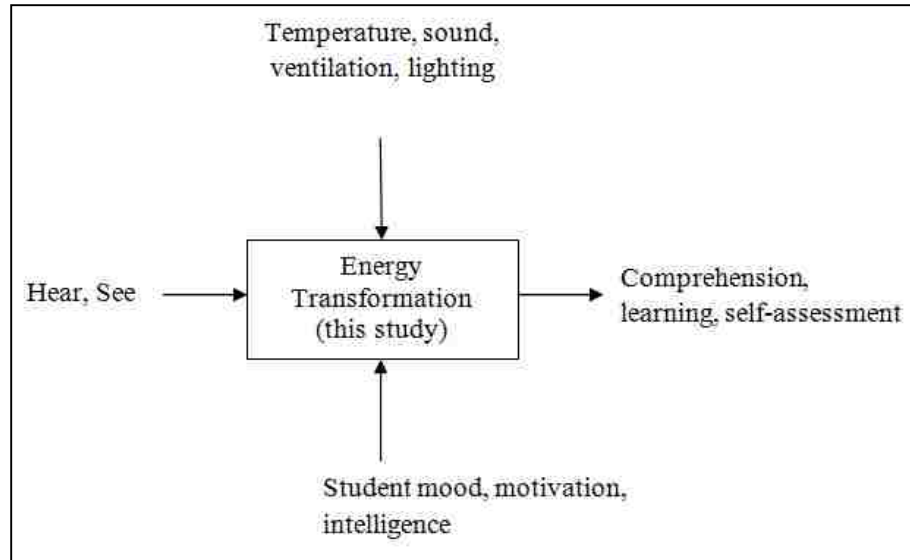 Temperature, sound,
ventilation, lighting
Energy
Transformation
(this study)
Hear, See
Comprehension,
learning, self-assessment
Student mood, motivation,
intelligence